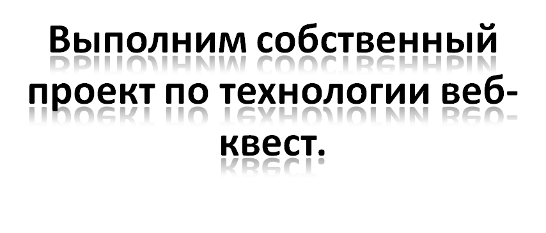 Выполним собственный
проект по технологии веб-
квест.